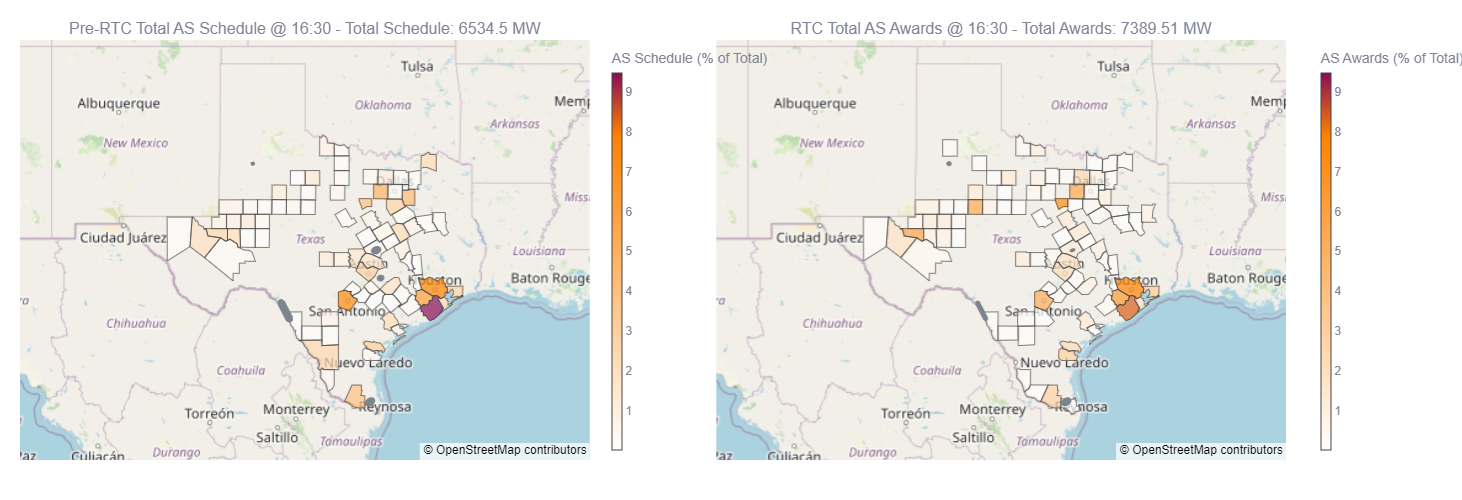 Pre-RTC Total AS Schedule @ 16:30 - Total Schedule: 6534.5 MW
AS Schedule (% of Total)
9
8
7
6
5
4
3
2
1
Tulsa
Albuquerque
Oklahoma
Memp
New Mexico
Arkansas
Dallas
Miss
Ciudad Juárez
Texas
Louisiana
Austin
Houston
Baton Rouge
San Antonio
Chihuahua
Nuevo Laredo
Coahuila
Torreón
Monterrey
Reynosa
Saltillo
Tamaulipas
Durango
Culiacán
© OpenStreetMap contributors
RTC Total AS Awards @ 16:30 - Total Awards: 7389.51 MW
AS Awards (% of Total)
9
8
7
6
5
4
3
2
1
Tulsa
Albuquerque
Oklahoma
Memp
New Mexico
Arkansas
Dallas
Miss
Ciudad Juárez
Texas
Louisiana
Austin
Houston
Baton Rouge
San Antonio
Chihuahua
Nuevo Laredo
Coahuila
Torreón
Monterrey
Reynosa
Saltillo
Tamaulipas
Durango
Culiacán
© OpenStreetMap contributors